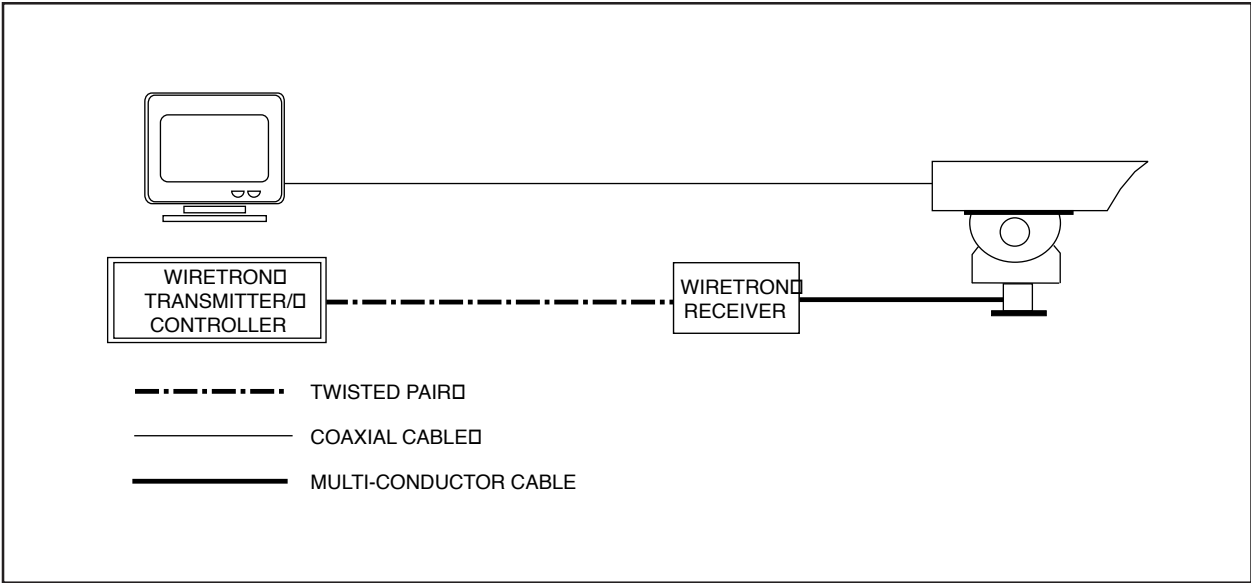 WIRETRON□
TRANSMITTER/□
CONTROLLER
WIRETRON□
RECEIVER
TWISTED PAIR□
COAXIAL CABLE□
MULTI-CONDUCTOR CABLE